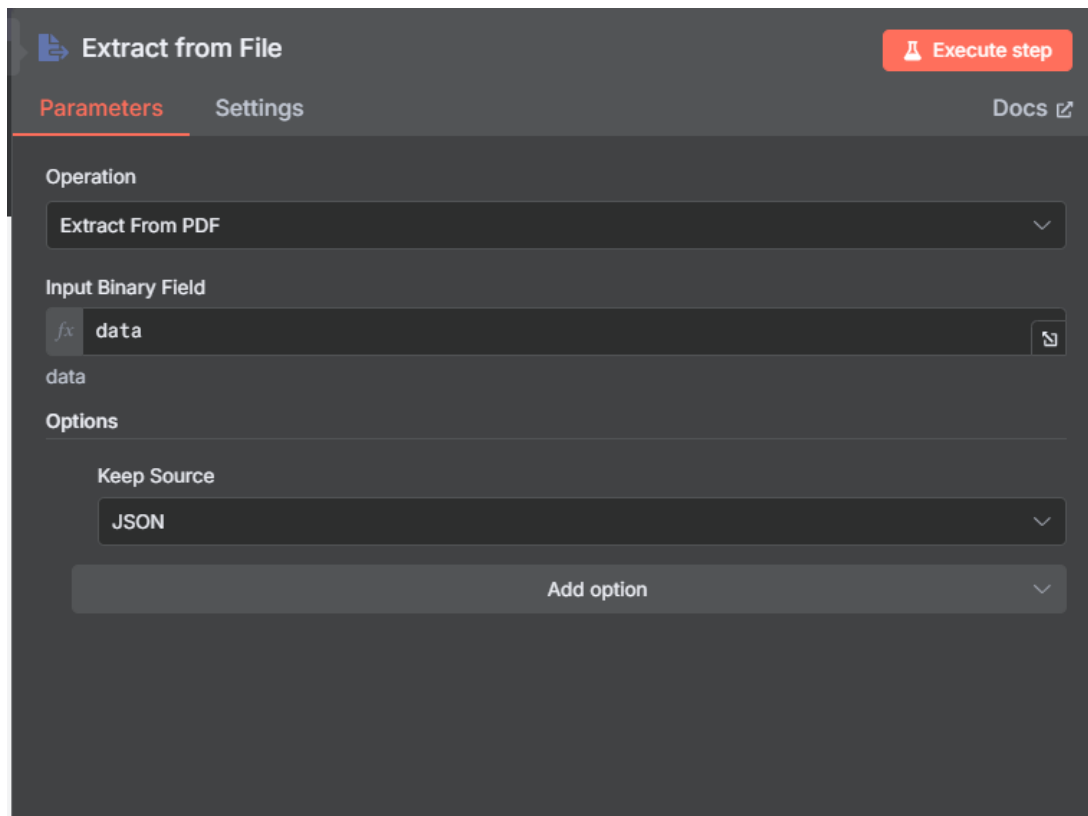 Extract from File
Execute step
Parameters
Settings
Docs
Operation
Extract From PDF
Input Binary Field
fx
data
data
Options
Keep Source
JSON
Add option